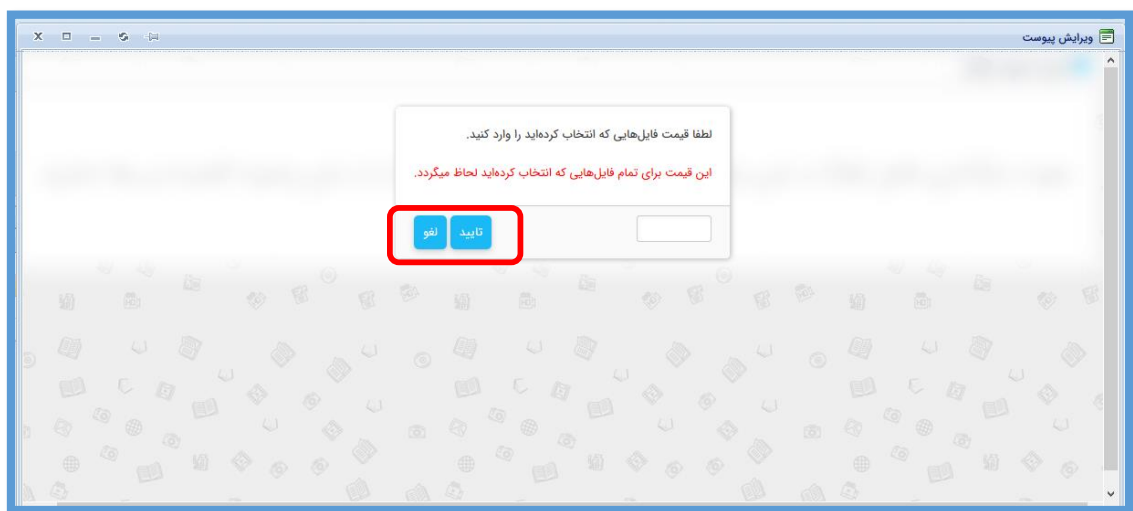 ویرایش پیوست
لطفا قیمت فایل‌هایی که انتخاب کرده‌اید را وارد کنید.
این قیمت برای تمام فایل‌هایی که انتخاب کرده‌اید لحاظ میگردد.
تایید لغو